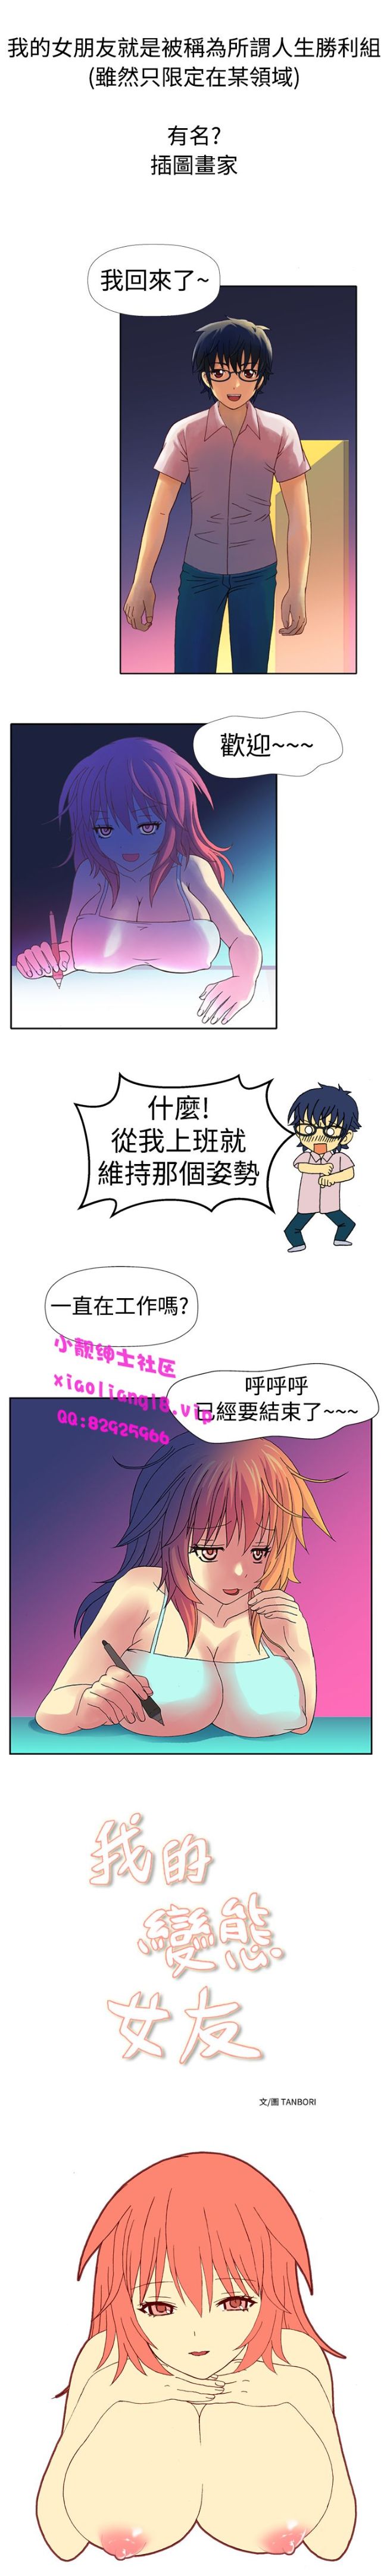 我的女朋友就是被稱為所謂人生勝利組
(雖然只限定在某領域)
有名?
插圖畫家
我回來了~
歡迎~~~
什麼!
從我上班就
維持那個姿勢
一直在工作嗎?
小靚绅士社区
xiaoliang18.vip
QQ:82925966
呼呼呼
已經要結束了~~~
我的
變態
女友
文/圖 TANBORI